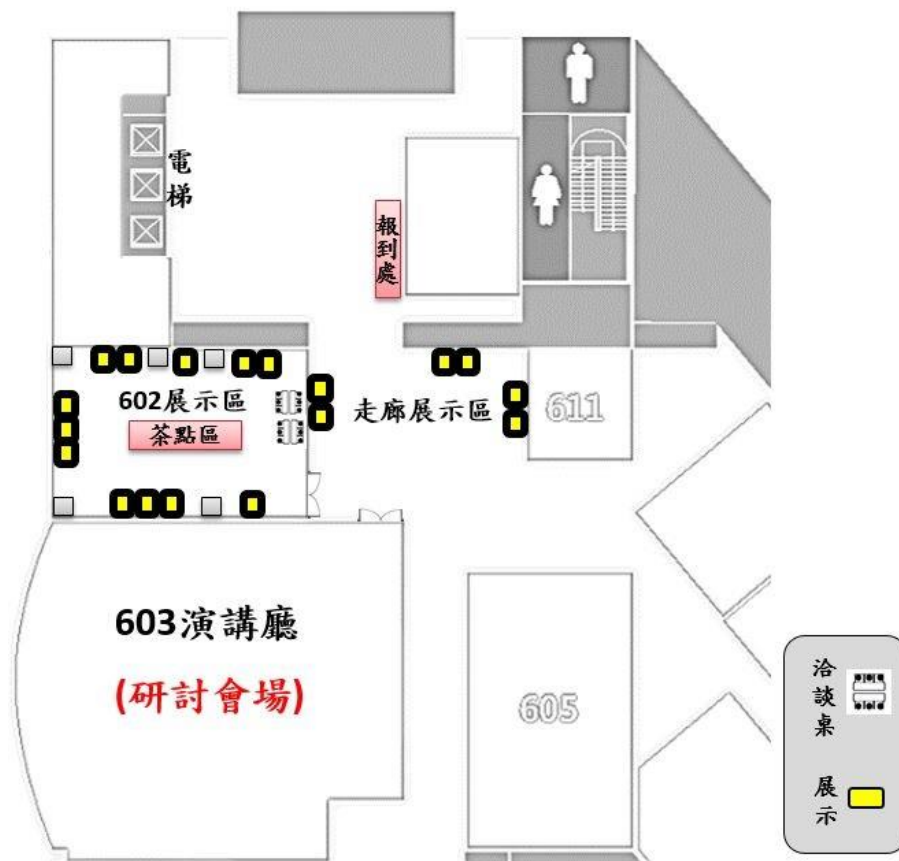 電梯
報到處
602展示區
茶點區
走廊展示區
611
603演講廳
(研討會場)
605
洽談桌
展示